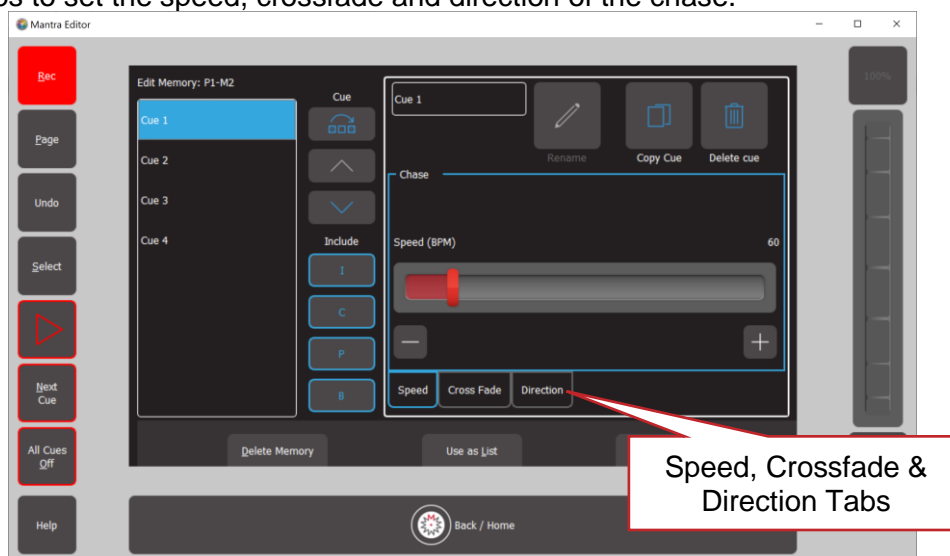 os to set the speed, crossfade and direction of the chase.
Mantra Editor
Rec
100%
Edit Memory: P1-M2
Cue
Cue 1
Cue 1
Page
Cue 2
Rename
Copy Cue
Delete cue
Chase
Undo
Cue 3
Cue 4
Include
Speed (BPM)
60
Select
I
C
P
Next
Cue
B
Speed
Cross Fade
Direction
All Cues
Off
Delete Memory
Use as List
Speed, Crossfade &
Direction Tabs
Help
Back / Home